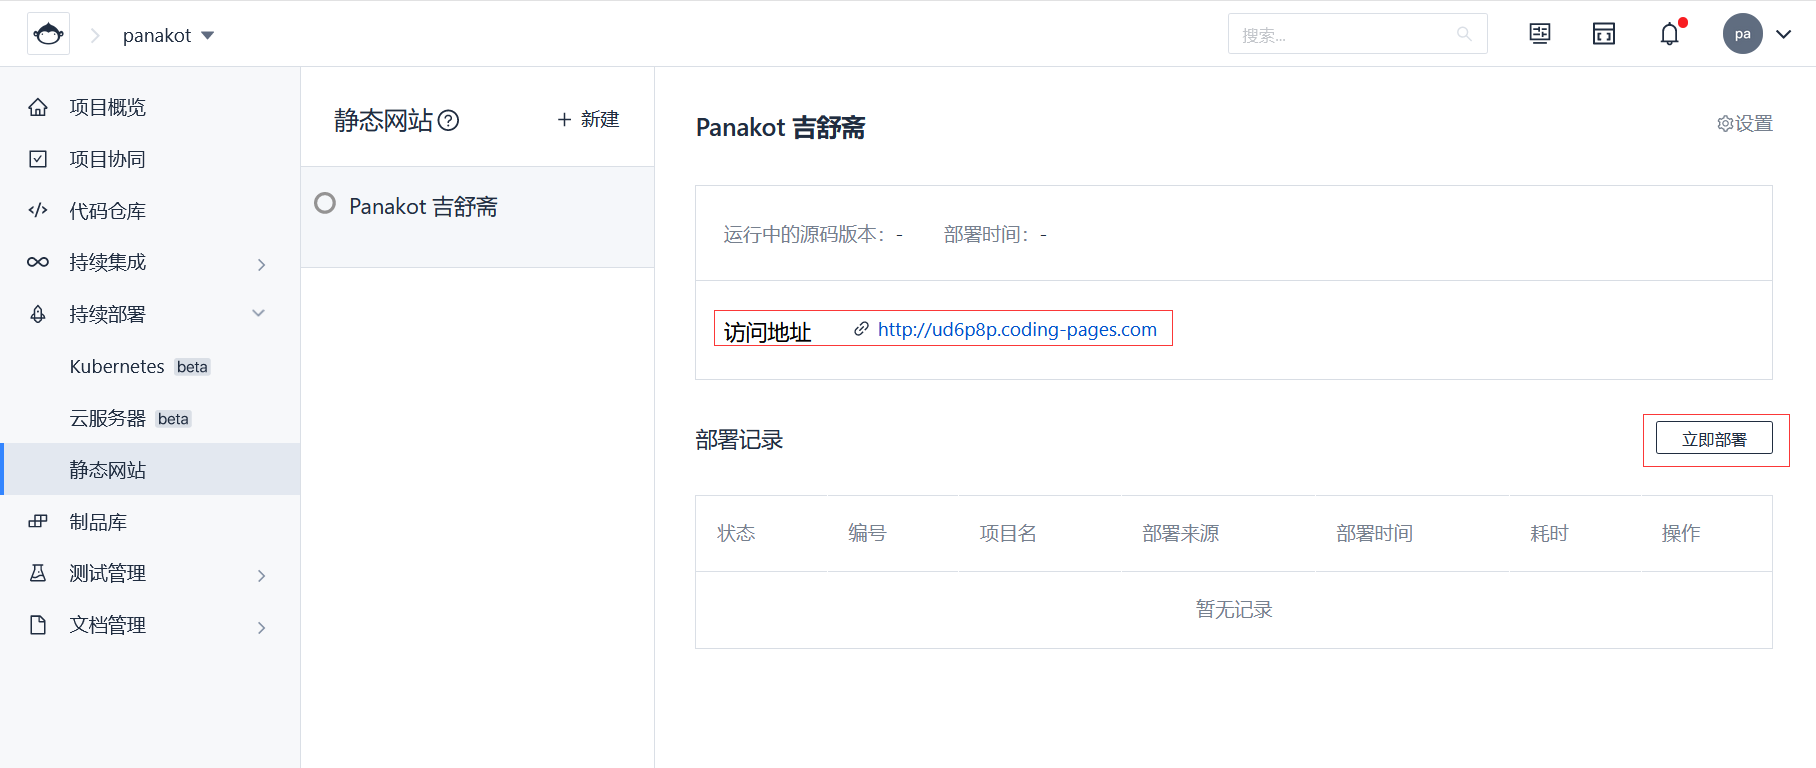 panakot
搜索...
pa
项目概览
项目协同
代码仓库
持续集成
持续部署
Kubernetes beta
云服务器 beta
静态网站
制品库
测试管理
文档管理
静态网站 ?
+ 新建
Panakot 吉舒斋
Panakot 吉舒斋
设置
运行中的源码版本: - 部署时间: -
访问地址 http://ud6p8p.coding-pages.com
部署记录
立即部署
状态 编号 项目名 部署来源 部署时间 耗时 操作
暂无记录